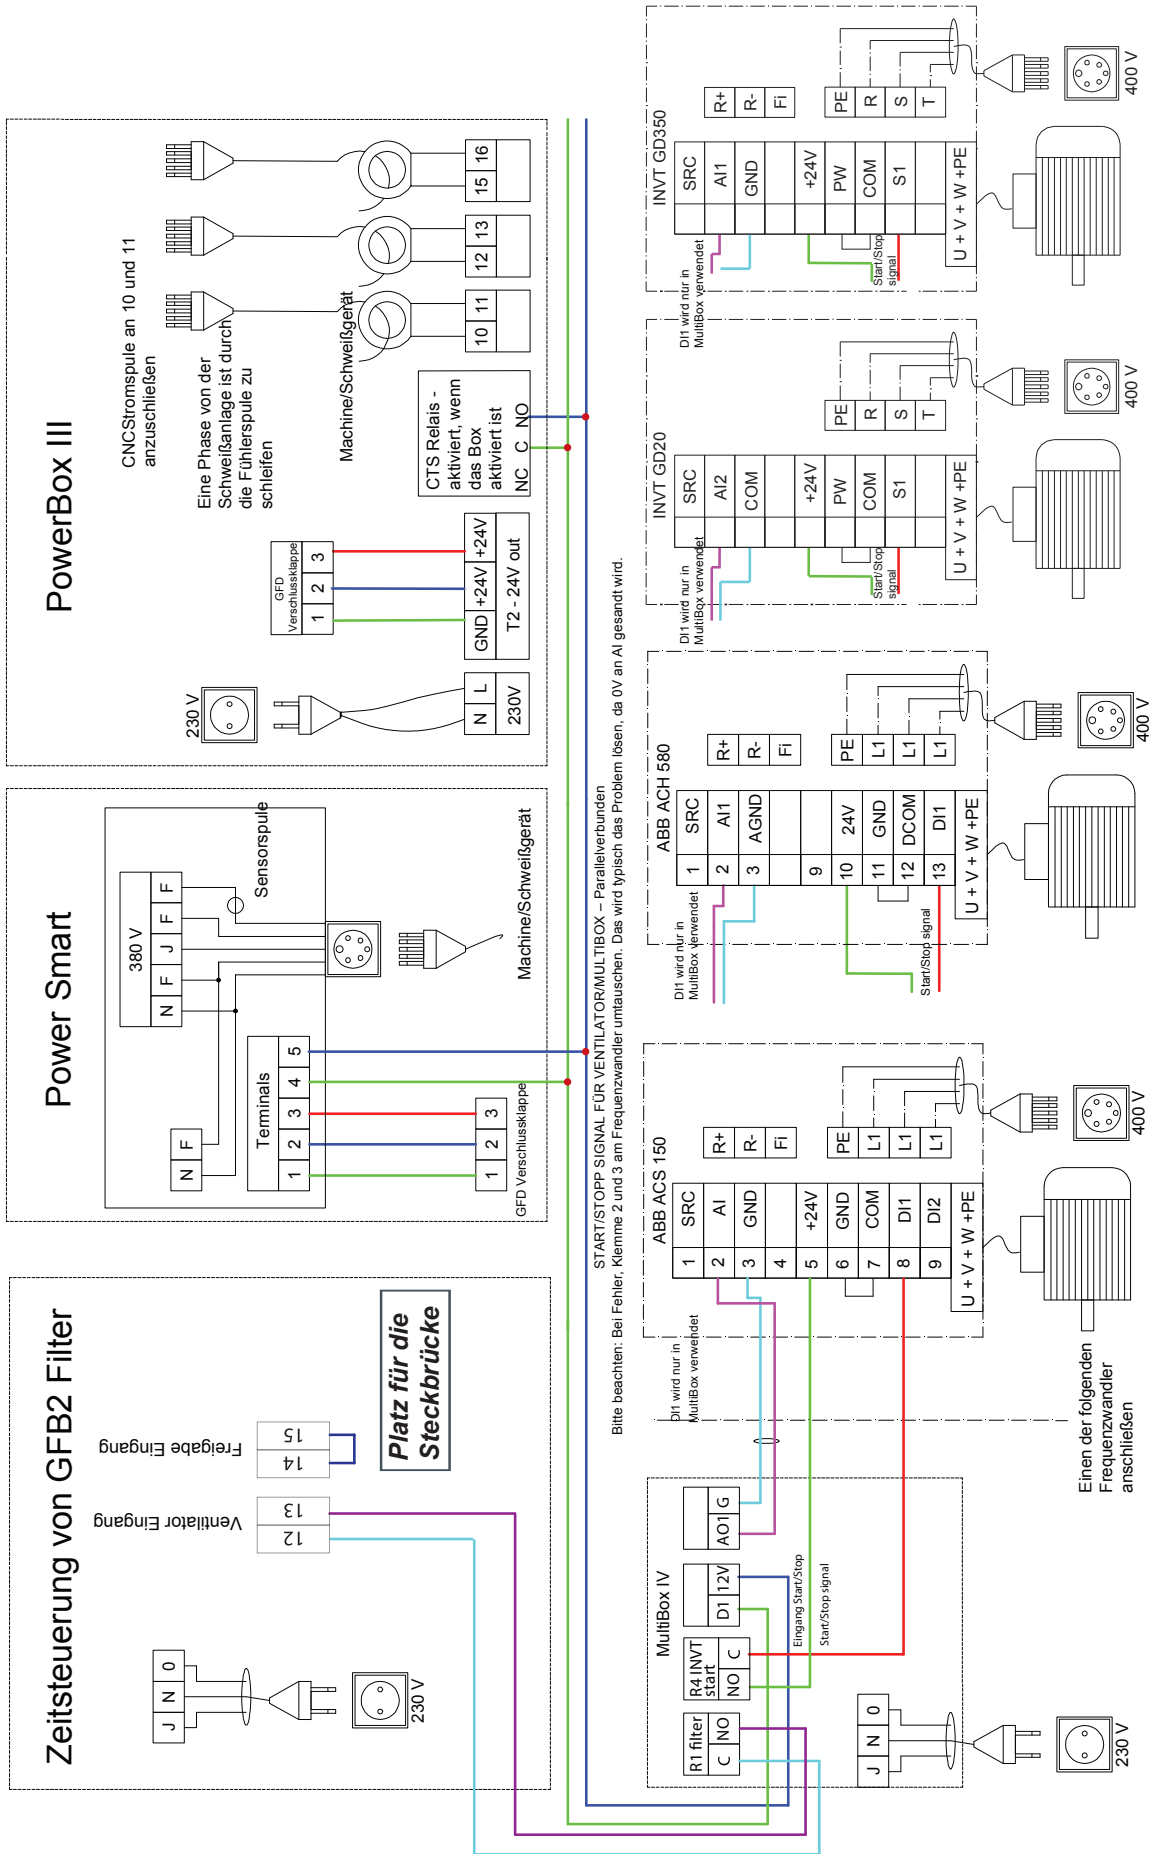 Zeitsteuerung von GFB2 Filter
J N 0
230 V
Ventilator Eingang
12 13
Freigabe Eingang
14 15
Platz für die
Steckbrücke
Power Smart
N F
380 V
N F J F F
Sensorspule
Terminals
1 2 3 4 5
1 2 3
GFD Verschlussklappe
Machine/Schweißgerät
PowerBox III
230 V
N L
230V
GFD
Verschlussklappe
1 2 3
GND +24V +24V
T2 - 24V out
CNCStromspule an 10 und 11
anzuschließen
Eine Phase von der
Schweißanlage ist durch
die Fühlerspule zu
schleifen
Machine/Schweißgerät
CTS Relais -
aktiviert, wenn
das Box
aktiviert ist
NC C NO
10 11
12 13
15 16
START/STOPP SIGNAL FÜR VENTILATOR/MULTIBOX – Parallelverbunden
Bitte beachten: Bei Fehler, Klemme 2 und 3 am Frequenzwandler umtauschen. Das wird typisch das Problem lösen, da 0V an AI gesandt wird.
MultiBox IV
R1 filter
C NO
R4 INVT
start
NO C
D1 12V
AO1 G
Eingang Start/Stop
Start/Stop signal
J N 0
230 V
Einen der folgenden
Frequenzwandler
anschließen
DI1 wird nur in
MultiBox verwendet
ABB ACS 150
1 SRC
2 AI
3 GND
4
5 +24V
6 GND
7 COM
8 DI1
9 DI2
U + V + W +PE
R+
R-
Fi
PE
L1
L1
L1
400 V
DI1 wird nur in
MultiBox verwendet
ABB ACH 580
1 SRC
2 AI1
3 AGND
9
10 24V
11 GND
12 DCOM
13 DI1
U + V + W +PE
Start/Stop signal
R+
R-
Fi
PE
L1
L1
L1
400 V
DI1 wird nur in
MultiBox verwendet
INVT GD20
SRC
AI2
COM
+24V
PW
COM
S1
U + V + W +PE
Start/Stop
signal
PE
R
S
T
400 V
DI1 wird nur in
MultiBox verwendet
INVT GD350
SRC
AI1
GND
+24V
PW
COM
S1
U + V + W +PE
Start/Stop
signal
R+
R-
Fi
PE
R
S
T
400 V